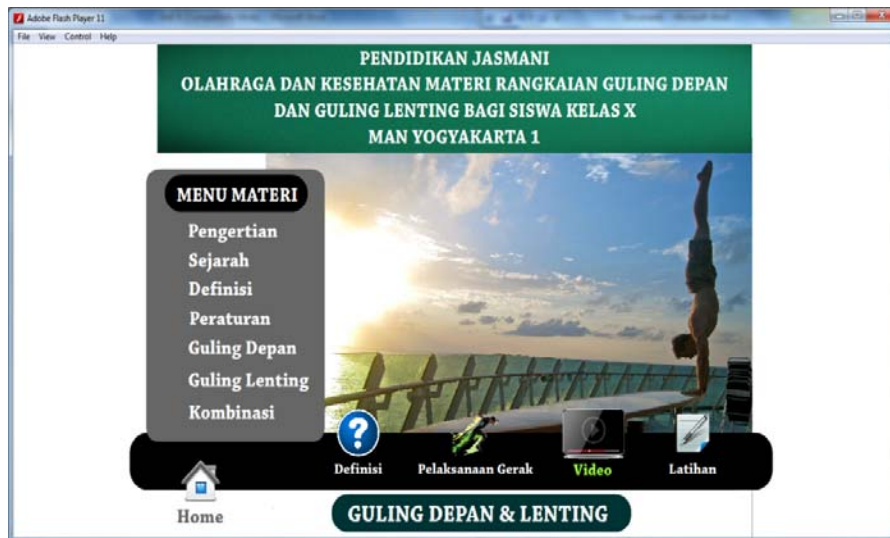 Adobe Flash Player 11
File View Control Help
PENDIDIKAN JASMANI
OLAHRAGA DAN KESEHATAN MATERI RANGKAIAN GULING DEPAN
DAN GULING LENTING BAGI SISWA KELAS X
MAN YOGYAKARTA 1
MENU MATERI
Pengertian
Sejarah
Definisi
Peraturan
Guling Depan
Guling Lenting
Kombinasi
Definisi
Pelaksanaan Gerak
Video
Latihan
Home
GULING DEPAN & LENTING